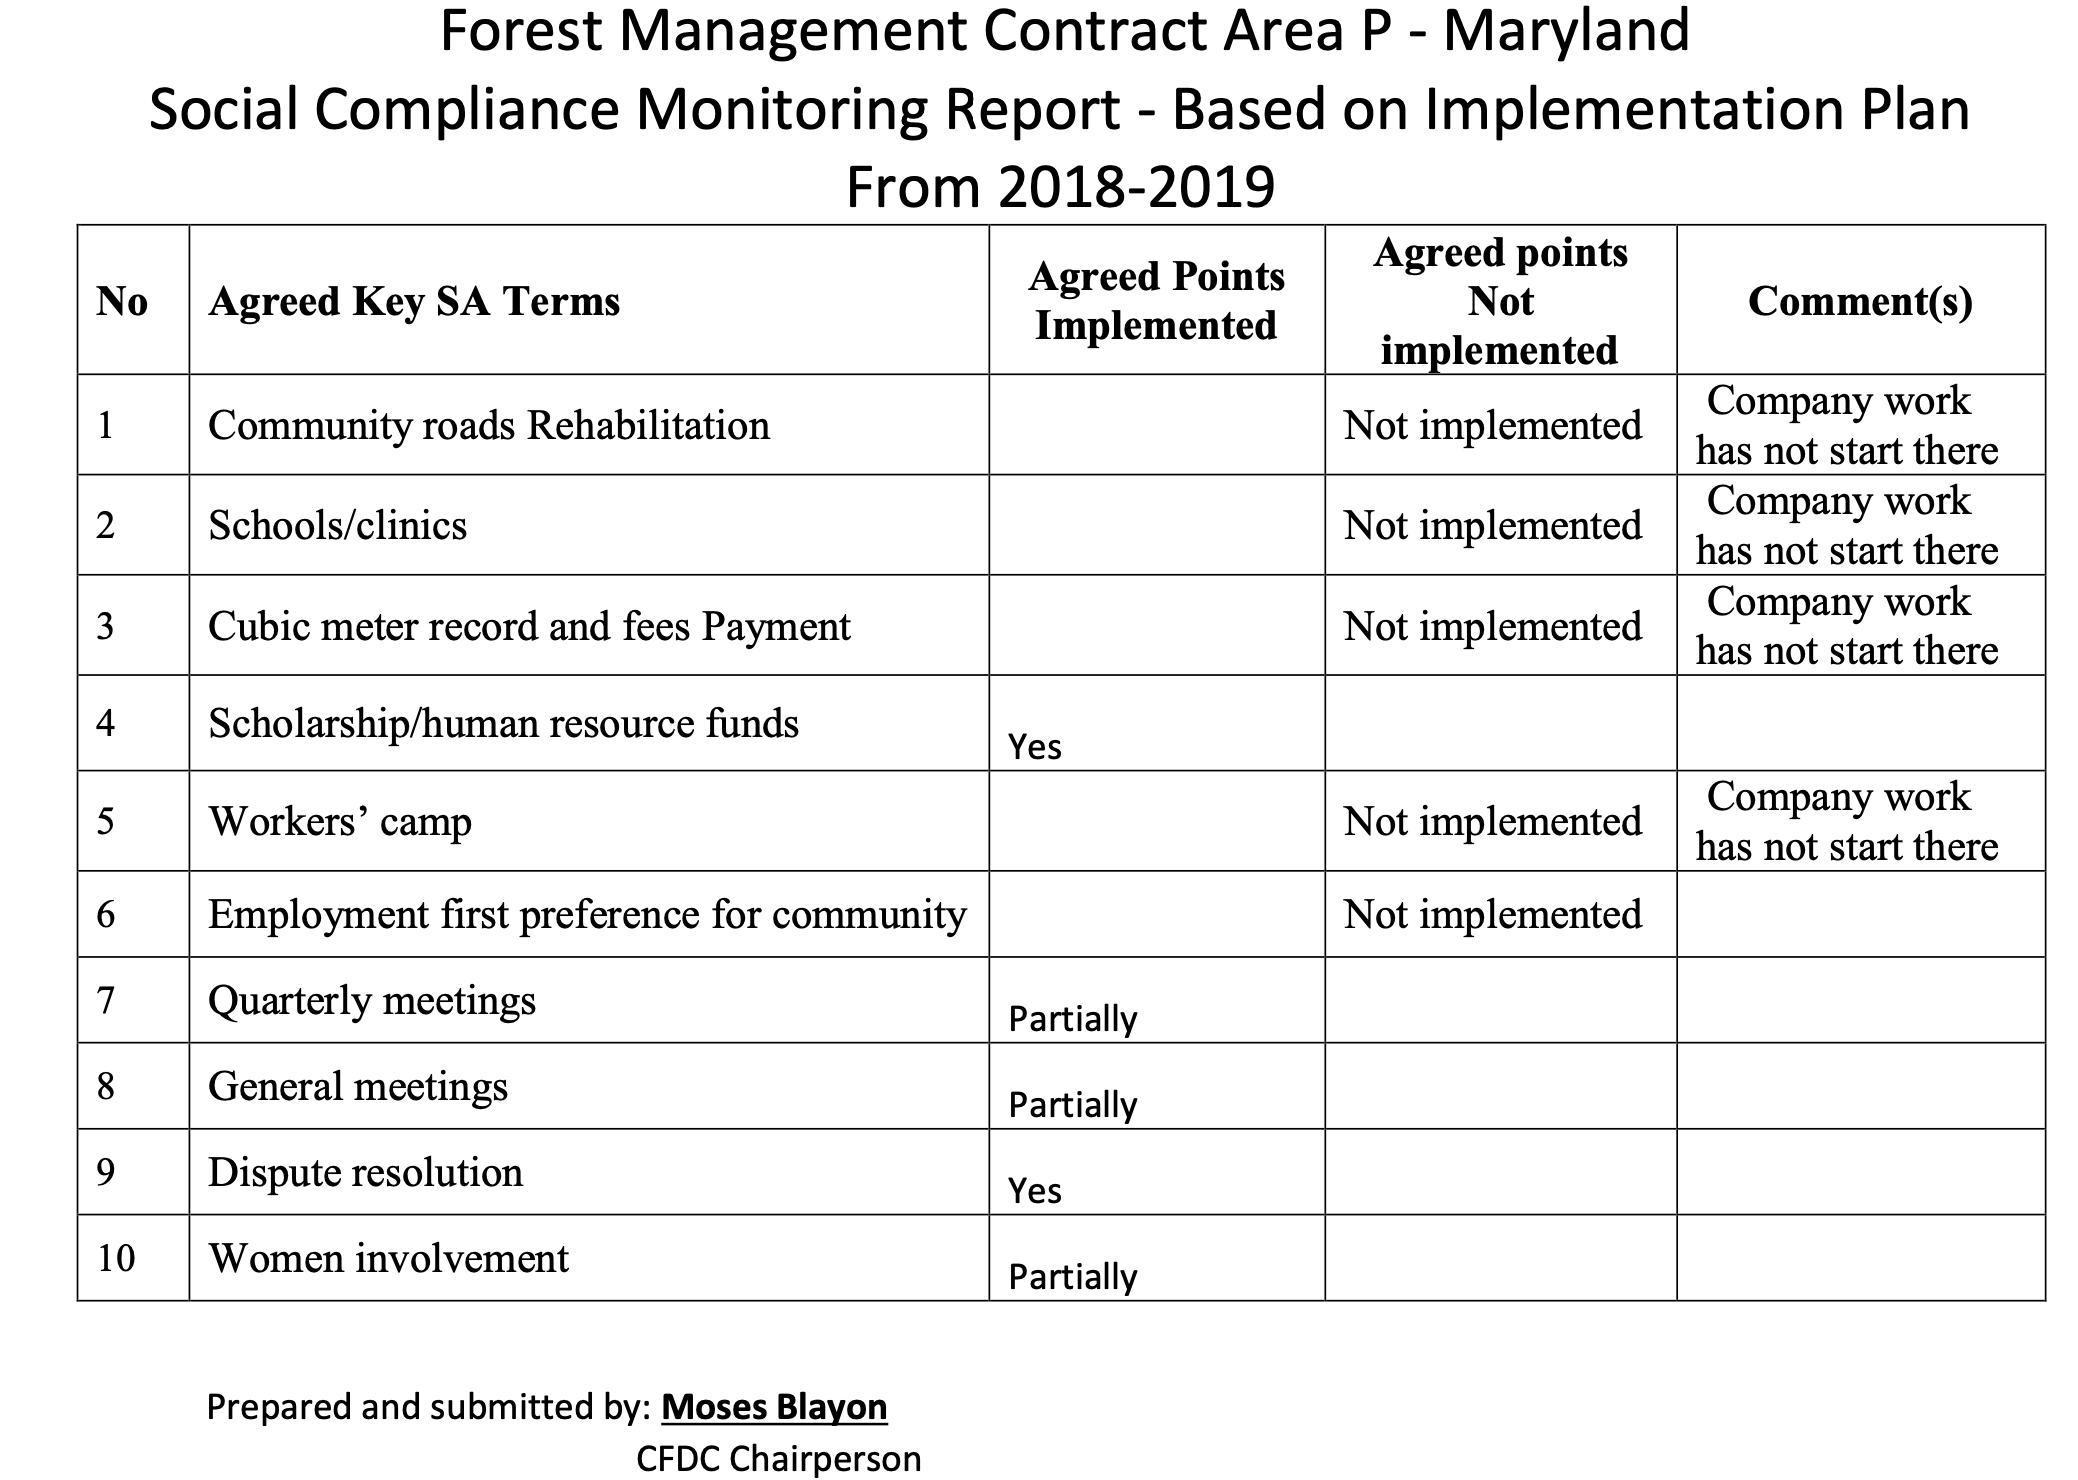 Forest Management Contract Area P - Maryland
Social Compliance Monitoring Report - Based on Implementation Plan
From 2018-2019
No Agreed Key SA Terms Agreed Points Implemented Agreed points Not implemented Comment(s)
1 Community roads Rehabilitation Not implemented Company work has not start there
2 Schools/clinics Not implemented Company work has not start there
3 Cubic meter record and fees Payment Not implemented Company work has not start there
4 Scholarship/human resource funds Yes
5 Workers’ camp Not implemented Company work has not start there
6 Employment first preference for community Not implemented
7 Quarterly meetings Partially
8 General meetings Partially
9 Dispute resolution Yes
10 Women involvement Partially
Prepared and submitted by: Moses Blayon
CFDC Chairperson